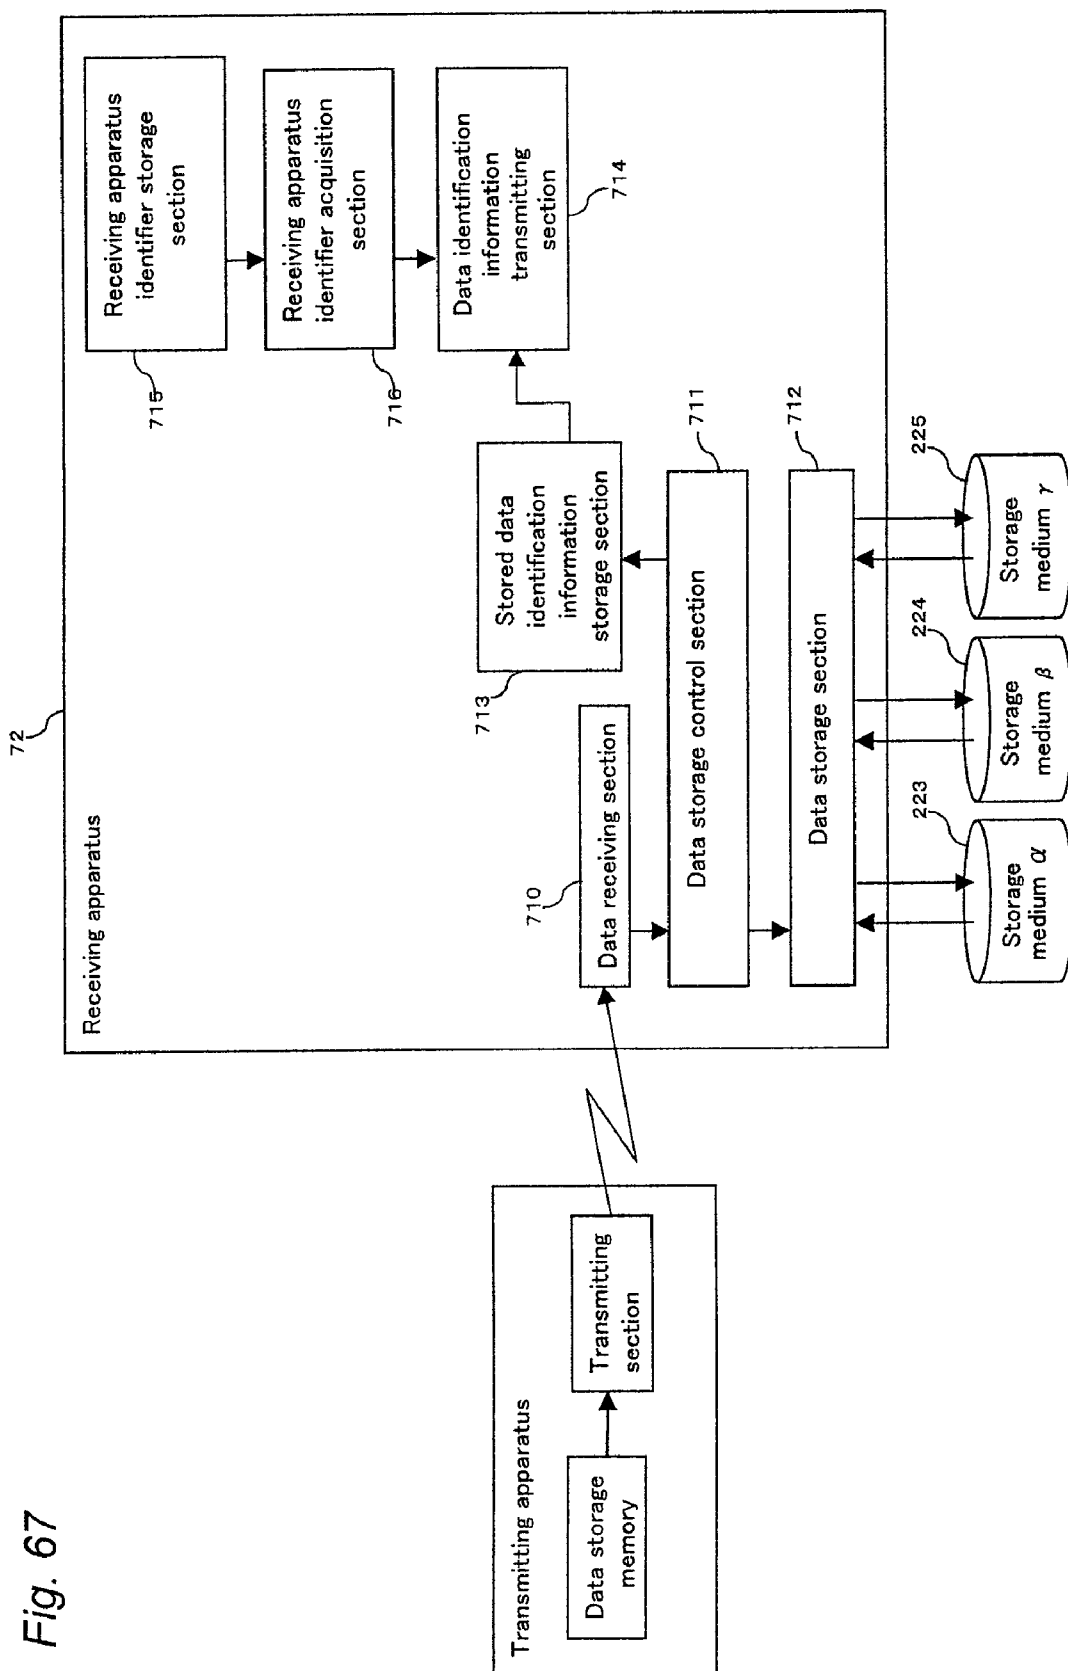 Fig. 67
Transmitting apparatus
Data storage
memory
Transmitting
section
72
Receiving apparatus
Receiving apparatus
identifier storage
section
715
Receiving apparatus
identifier acquisition
section
716
Data identification
information
transmitting
section
714
Stored data
identification
information
storage section
713
710
Data receiving section
711
Data storage control section
712
Data storage section
223
Storage
medium α
224
Storage
medium β
225
Storage
medium γ